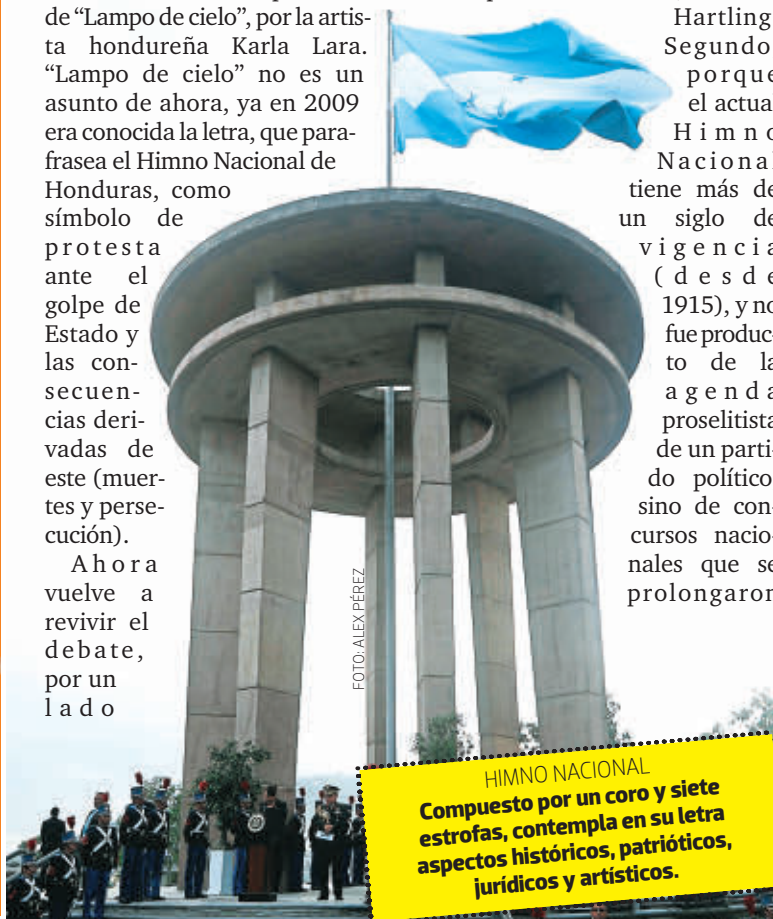 de “Lampo de cielo”, por la artis-
ta hondureña Karla Lara.
“Lampo de cielo” no es un
asunto de ahora, ya en 2009
era conocida la letra, que para-
frasea el Himno Nacional de
Honduras, como
símbolo de
protesta
ante el
golpe de
Estado y
las con-
secuen-
cias deri-
vadas de
este (muer-
tes y perse-
cución).
Ahora
vuelve a
revivir el
debate,
por un
lado
Hartling
Segundo
porque
el actual
Himno
Nacional
tiene más de
un siglo de
vigencia
(desde
1915), y no
fue produc-
to de la
agenda
proselitista
de un parti-
do político
sino de con-
cursos nacio-
nales que se
prolongaron
FOTO: ALEX PÉREZ
HIMNO NACIONAL
Compuesto por un coro y siete
estrofas, contempla en su letra
aspectos históricos, patrióticos,
jurídicos y artísticos.